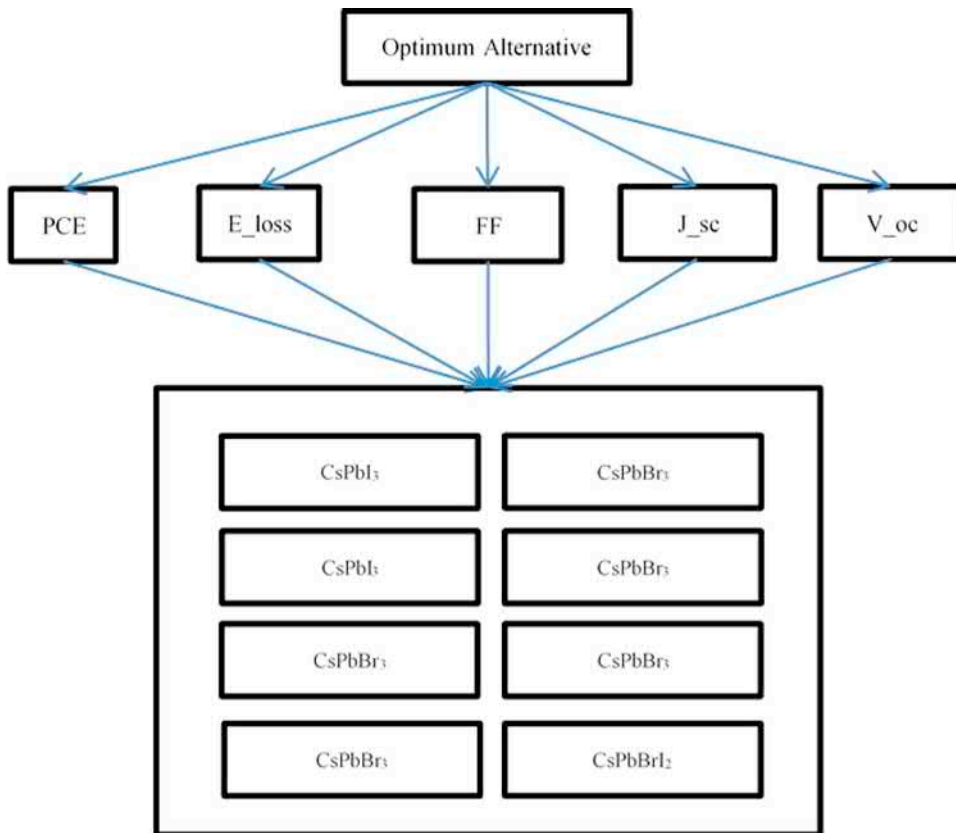 Optimum Alternative
PCE
E_loss
FF
J_sc
V_oc
CsPbI₃
CsPbBr₃
CsPbI₃
CsPbBr₃
CsPbBr₃
CsPbBr₃
CsPbBr₃
CsPbBrI₂